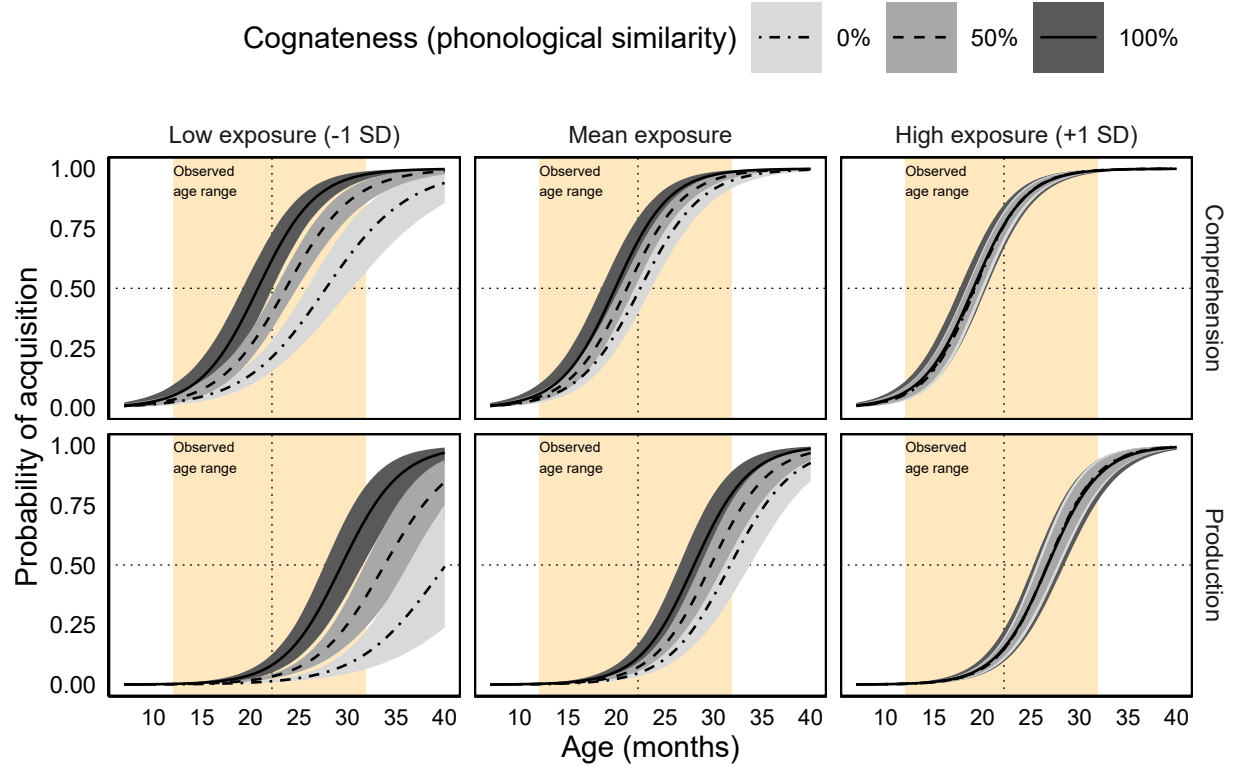 Cognateness (phonological similarity) 0% 50% 100%
Low exposure (-1 SD) Mean exposure High exposure (+1 SD)
Probability of acquisition
1.00
0.75
0.50
0.25
0.00
Observed
age range
Observed
age range
Observed
age range
Comprehension
1.00
0.75
0.50
0.25
0.00
Observed
age range
Observed
age range
Observed
age range
Production
10 15 20 25 30 35 40 10 15 20 25 30 35 40 10 15 20 25 30 35 40
Age (months)